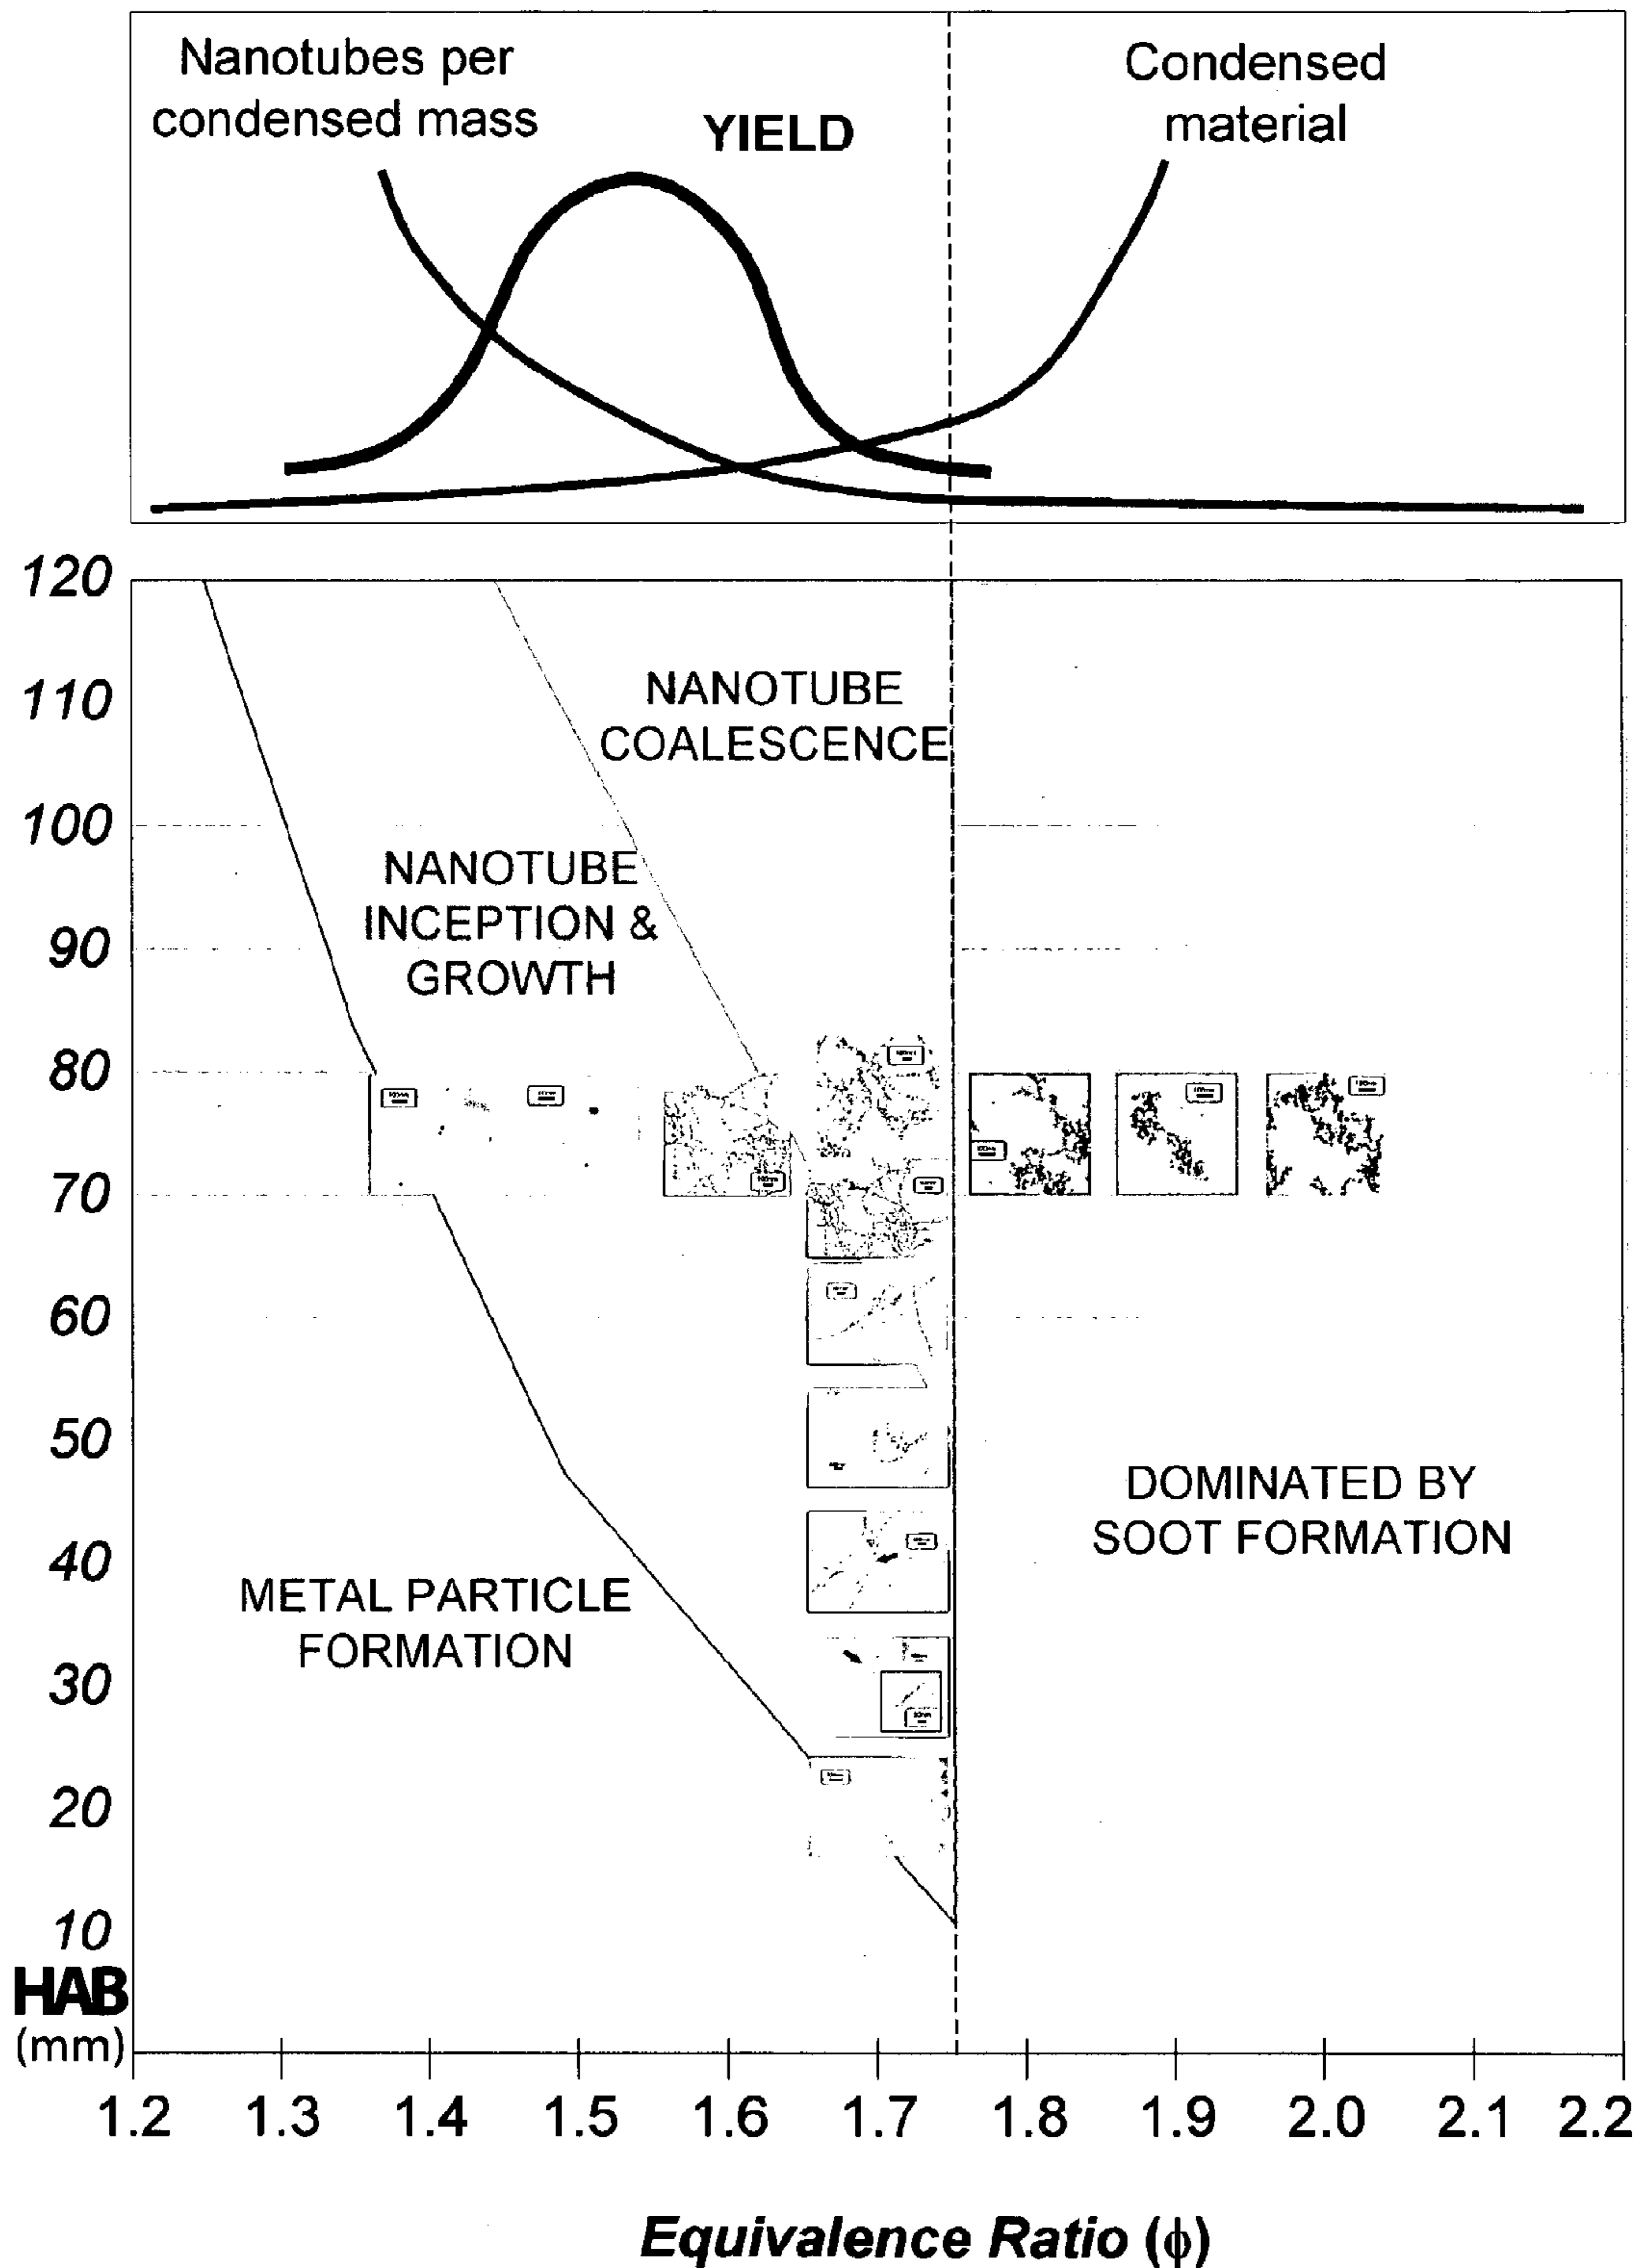 Nanotubes per
condensed mass
YIELD
Condensed
material
120
110
100
90
80
70
60
50
40
30
20
10
HAB
(mm)
NANOTUBE
COALESCENCE
NANOTUBE
INCEPTION &
GROWTH
METAL PARTICLE
FORMATION
DOMINATED BY
SOOT FORMATION
1.2 1.3 1.4 1.5 1.6 1.7 1.8 1.9 2.0 2.1 2.2
Equivalence Ratio (ϕ)